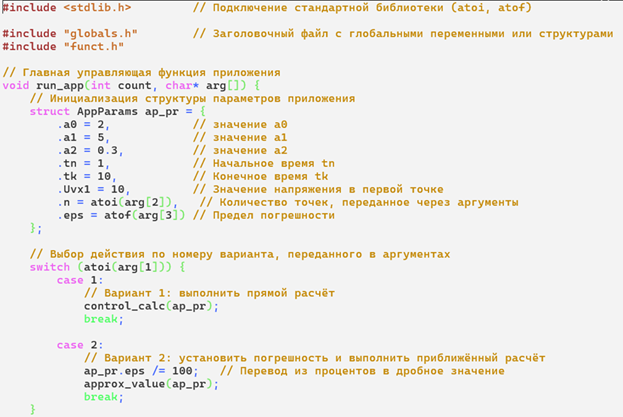 #include <stdlib.h> // Подключение стандартной библиотеки (atoi, atof)
#include "globals.h" // Заголовочный файл с глобальными переменными или структурами
#include "funct.h"
// Главная управляющая функция приложения
void run_app(int count, char* arg[]) {
// Инициализация структуры параметров приложения
struct AppParams ap_pr = {
.a0 = 2, // значение a0
.a1 = 5, // значение a1
.a2 = 0.3, // значение a2
.tn = 1, // Начальное время tn
.tk = 10, // Конечное время tk
.Uvx1 = 10, // Значение напряжения в первой точке
.n = atoi(arg[2]), // Количество точек, переданное через аргументы
.eps = atof(arg[3]) // Предел погрешности
};
// Выбор действия по номеру варианта, переданного в аргументах
switch (atoi(arg[1])) {
case 1:
// Вариант 1: выполнить прямой расчёт
control_calc(ap_pr);
break;
case 2:
// Вариант 2: установить погрешность и выполнить приближённый расчёт
ap_pr.eps /= 100; // Перевод из процентов в дробное значение
approx_value(ap_pr);
break;
}